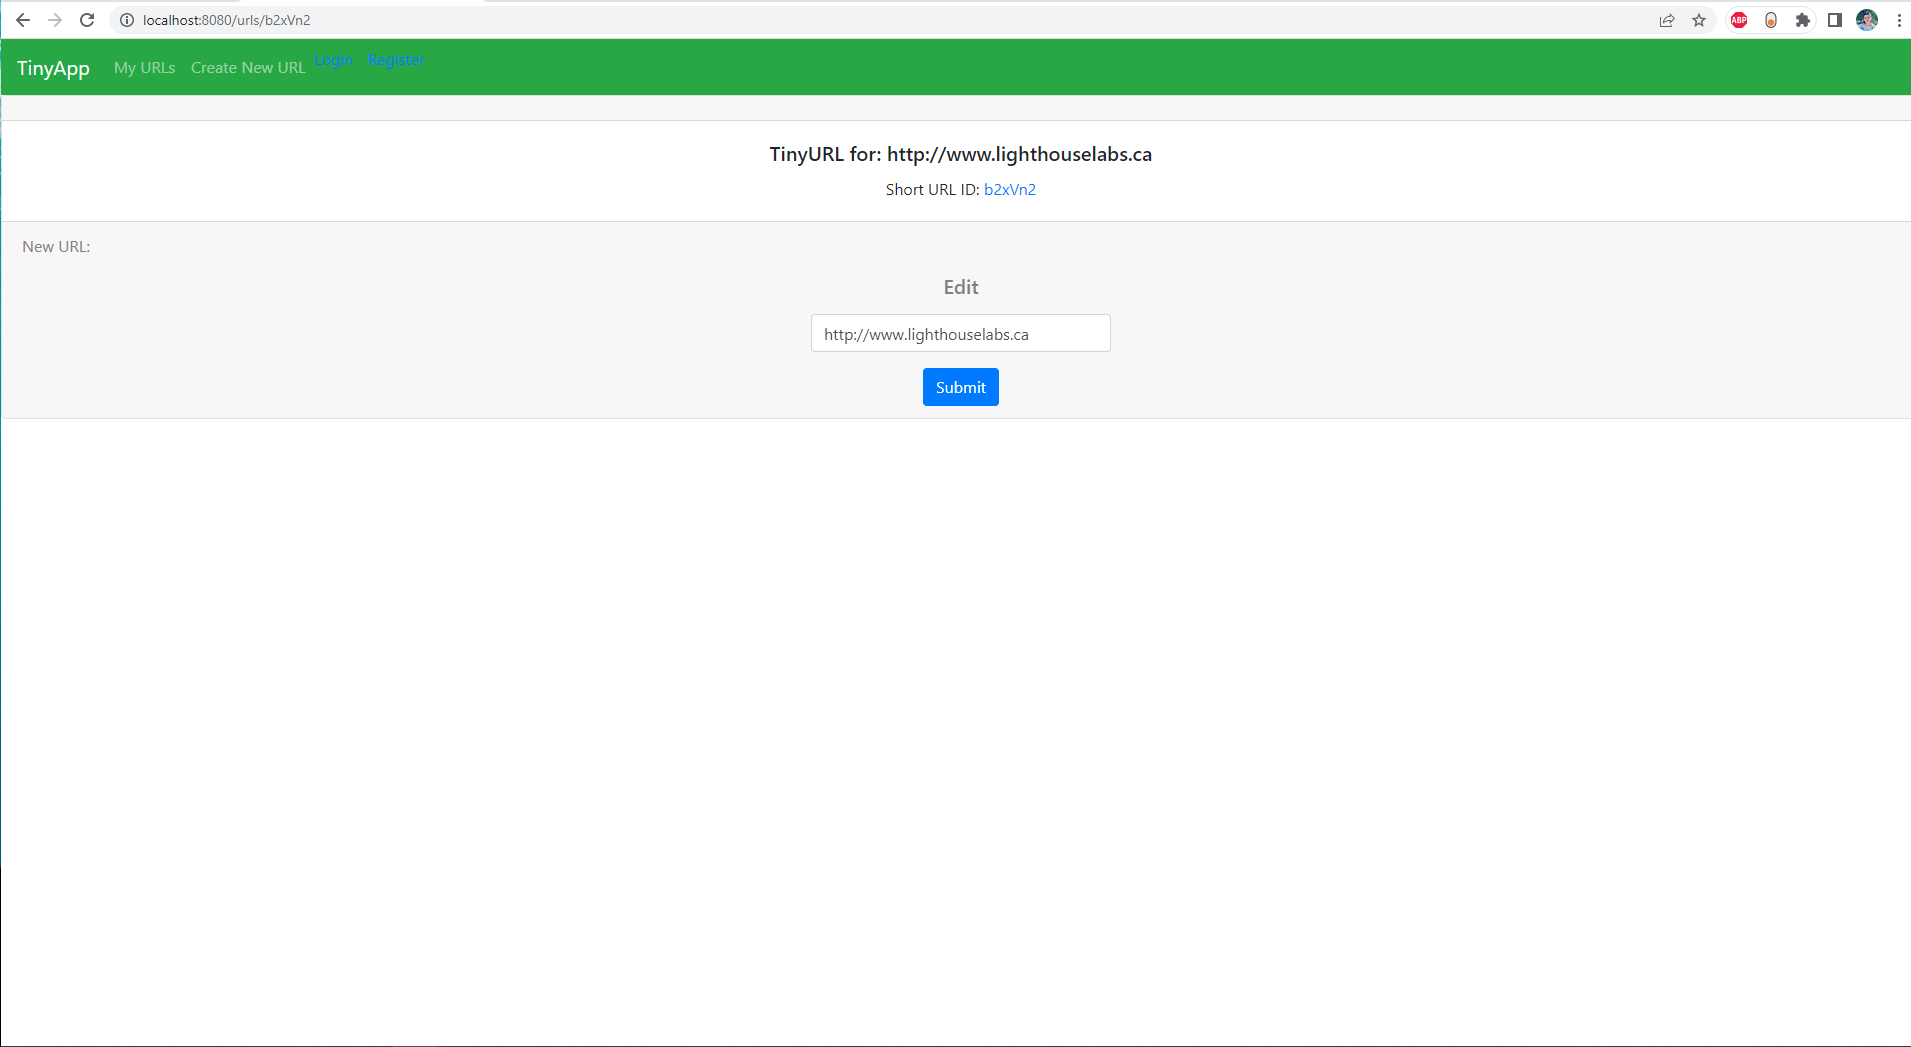 localhost:8080/urls/b2xVn2
ABP
TinyApp My URLs Create New URL Login Register
TinyURL for: http://www.lighthouselabs.ca
Short URL ID: b2xVn2
New URL:
Edit
http://www.lighthouselabs.ca
Submit